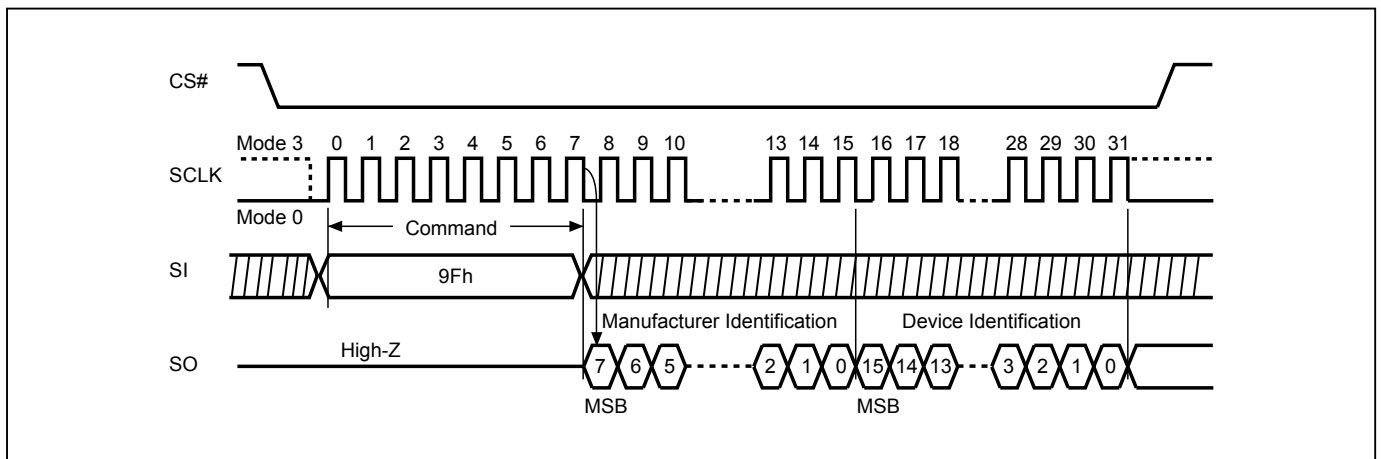 CS#
Mode 3 0 1 2 3 4 5 6 7 8 9 10 13 14 15 16 17 18 28 29 30 31
SCLK
Mode 0
Command
SI 9Fh
Manufacturer Identification Device Identification
High-Z
SO 7 6 5 2 1 0 15 14 13 3 2 1 0
MSB MSB